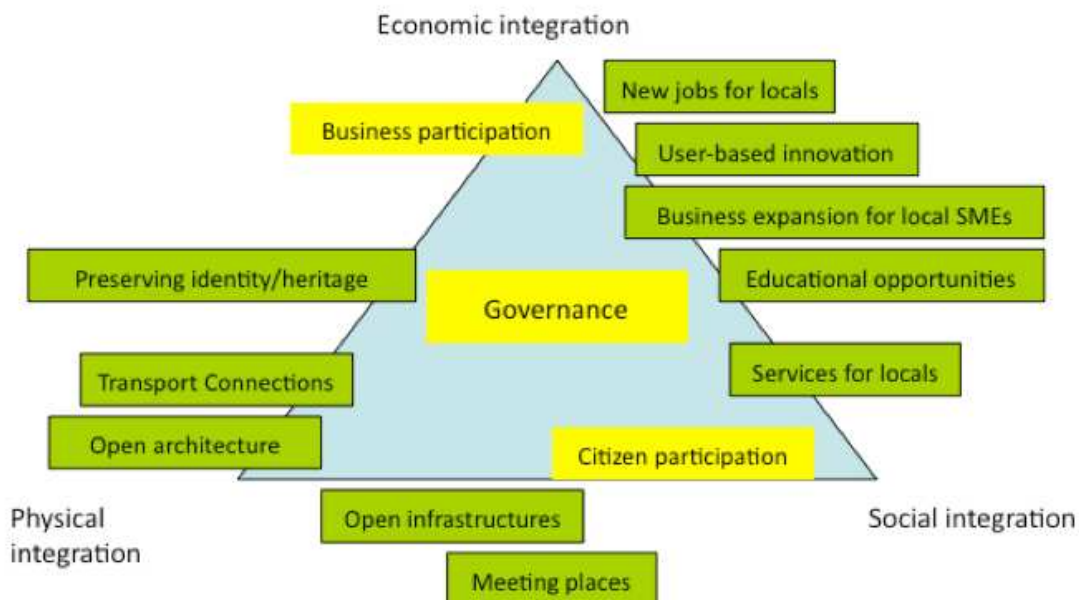 Economic integration
New jobs for locals
Business participation
User-based innovation
Business expansion for local SMEs
Preserving identity/heritage
Educational opportunities
Governance
Transport Connections
Services for locals
Open architecture
Citizen participation
Physical
integration
Open infrastructures
Social integration
Meeting places